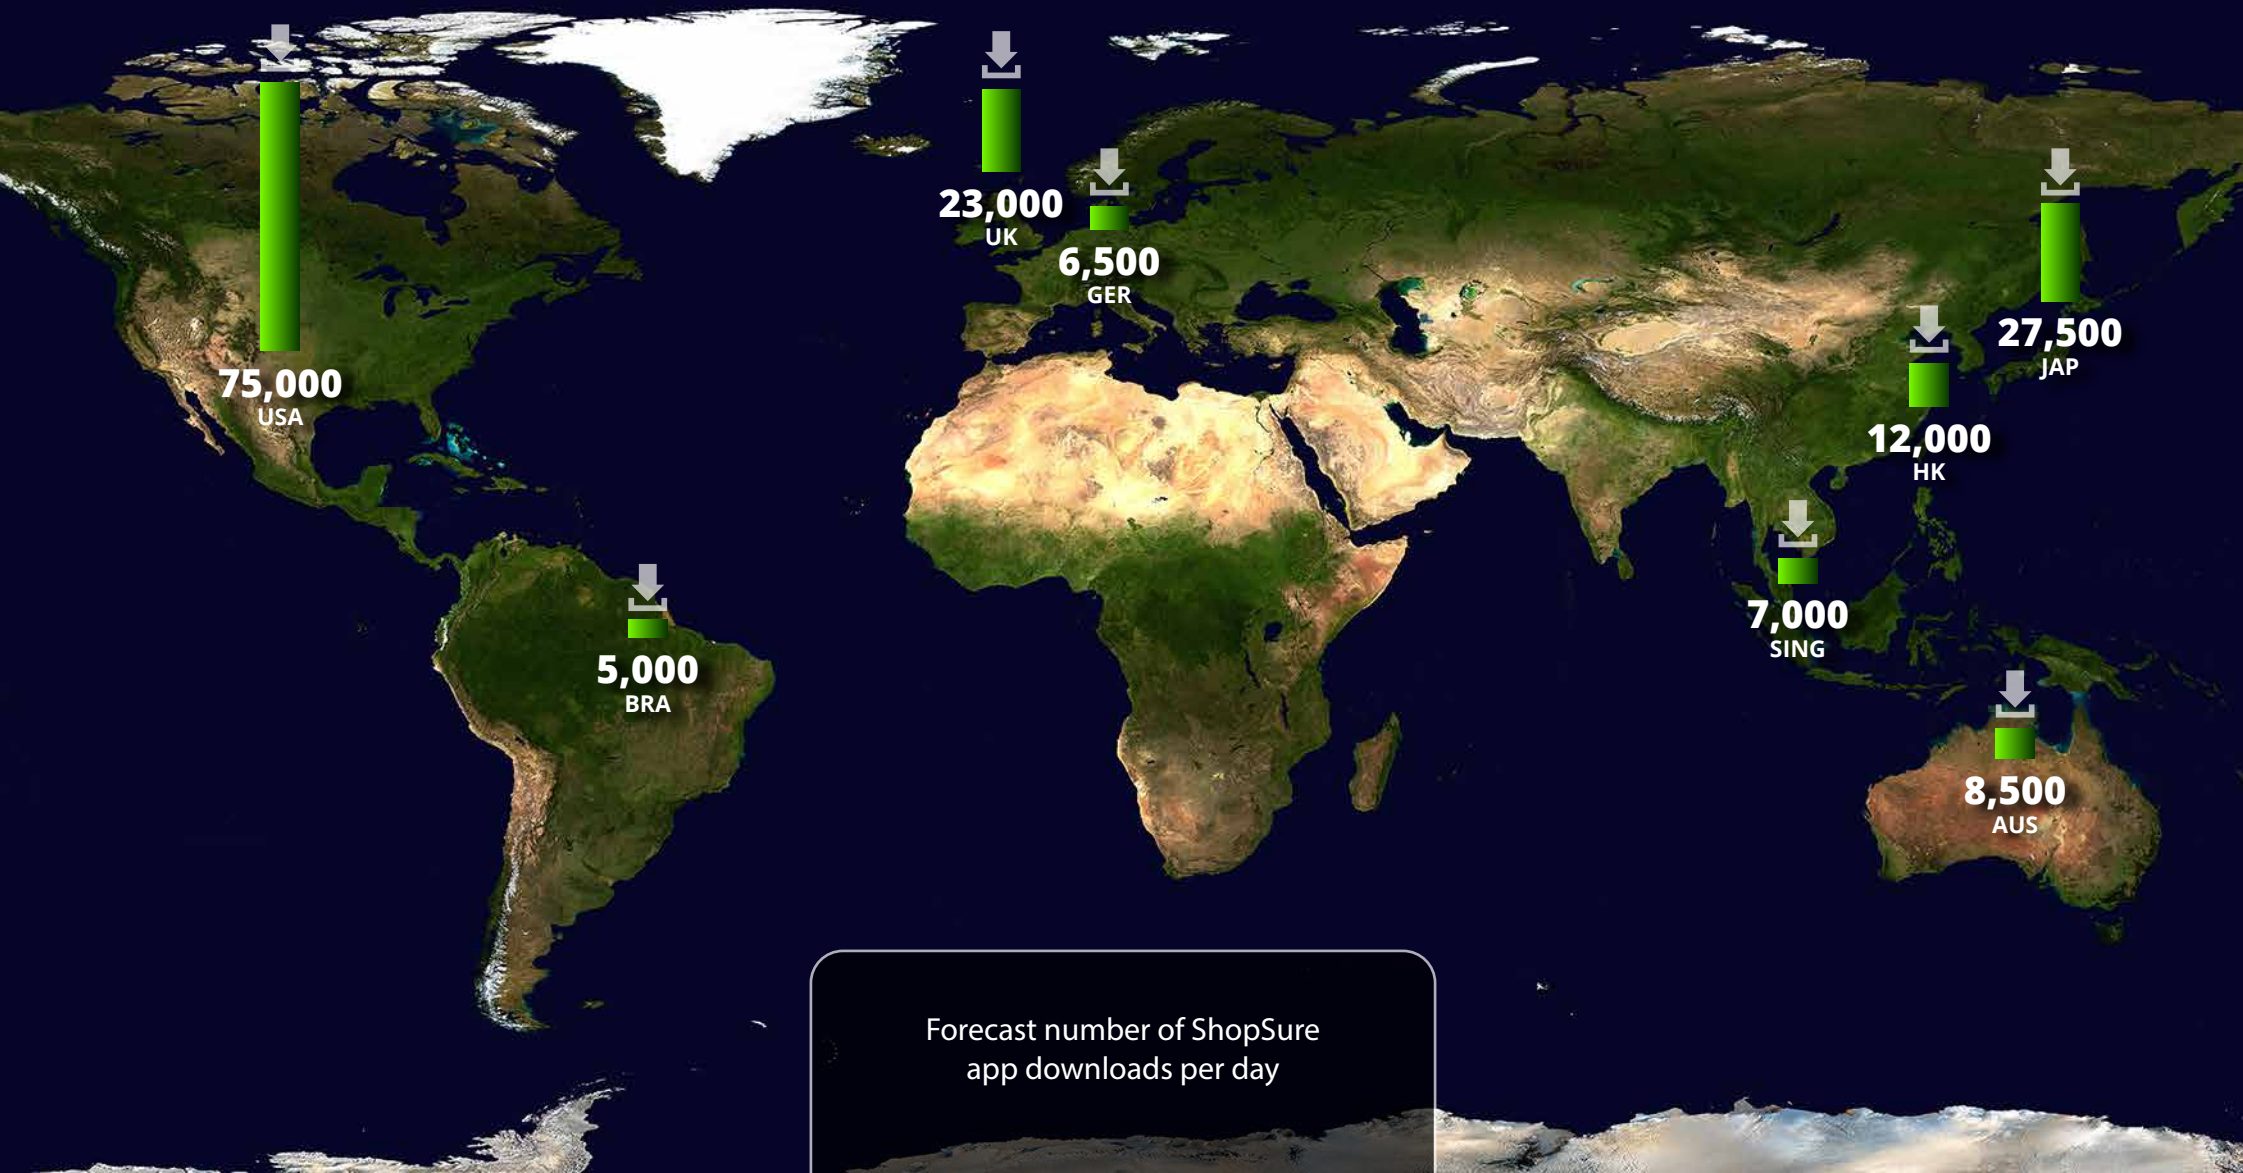 75,000
USA
23,000
UK
6,500
GER
27,500
JAP
12,000
HK
7,000
SING
5,000
BRA
8,500
AUS
Forecast number of ShopSure
app downloads per day